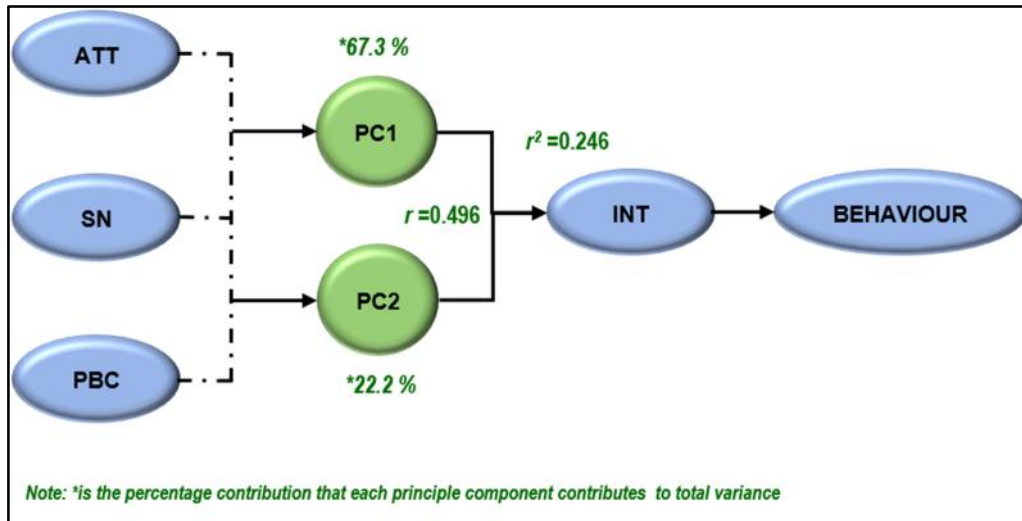 ATT
*67.3 %
PC1
r² =0.246
SN
r =0.496
INT
BEHAVIOUR
PC2
PBC
*22.2 %
Note: *is the percentage contribution that each principle component contributes to total variance